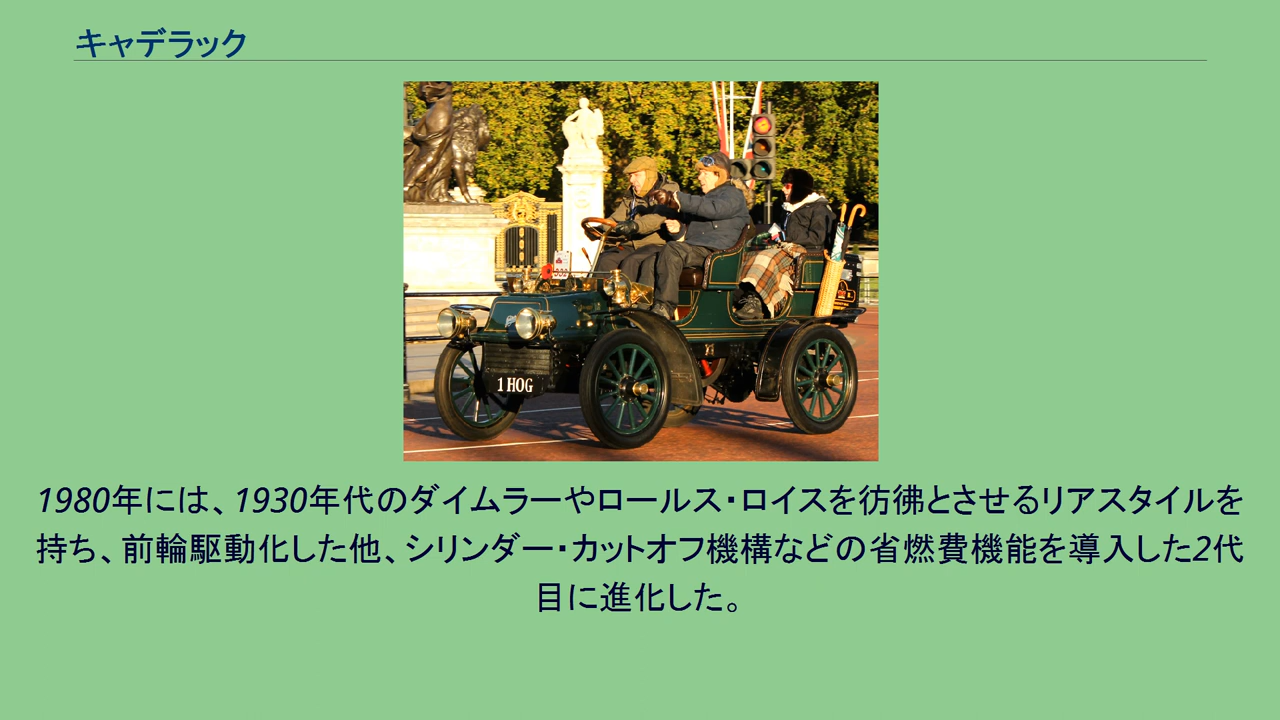 キャデラック
1 HOG
1980年には、1930年代のダイムラーやロールス・ロイスを彷彿とさせるリアスタイルを
持ち、前輪駆動化した他、シリンダー・カットオフ機構などの省燃費機能を導入した2代
目に進化した。